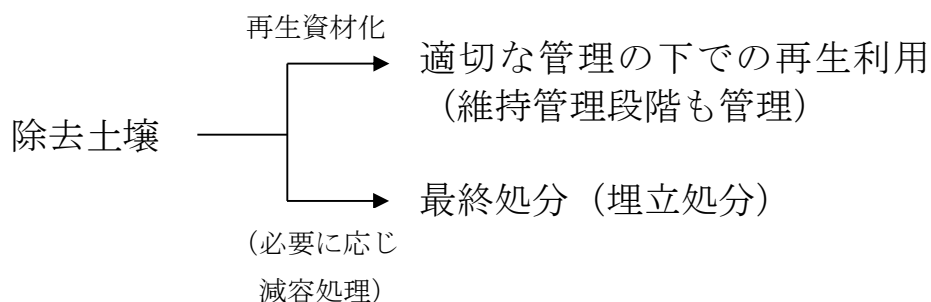 再生資材化
適切な管理の下での再生利用
（維持管理段階も管理）
除去土壌
最終処分（埋立処分）
（必要に応じ
減容処理）